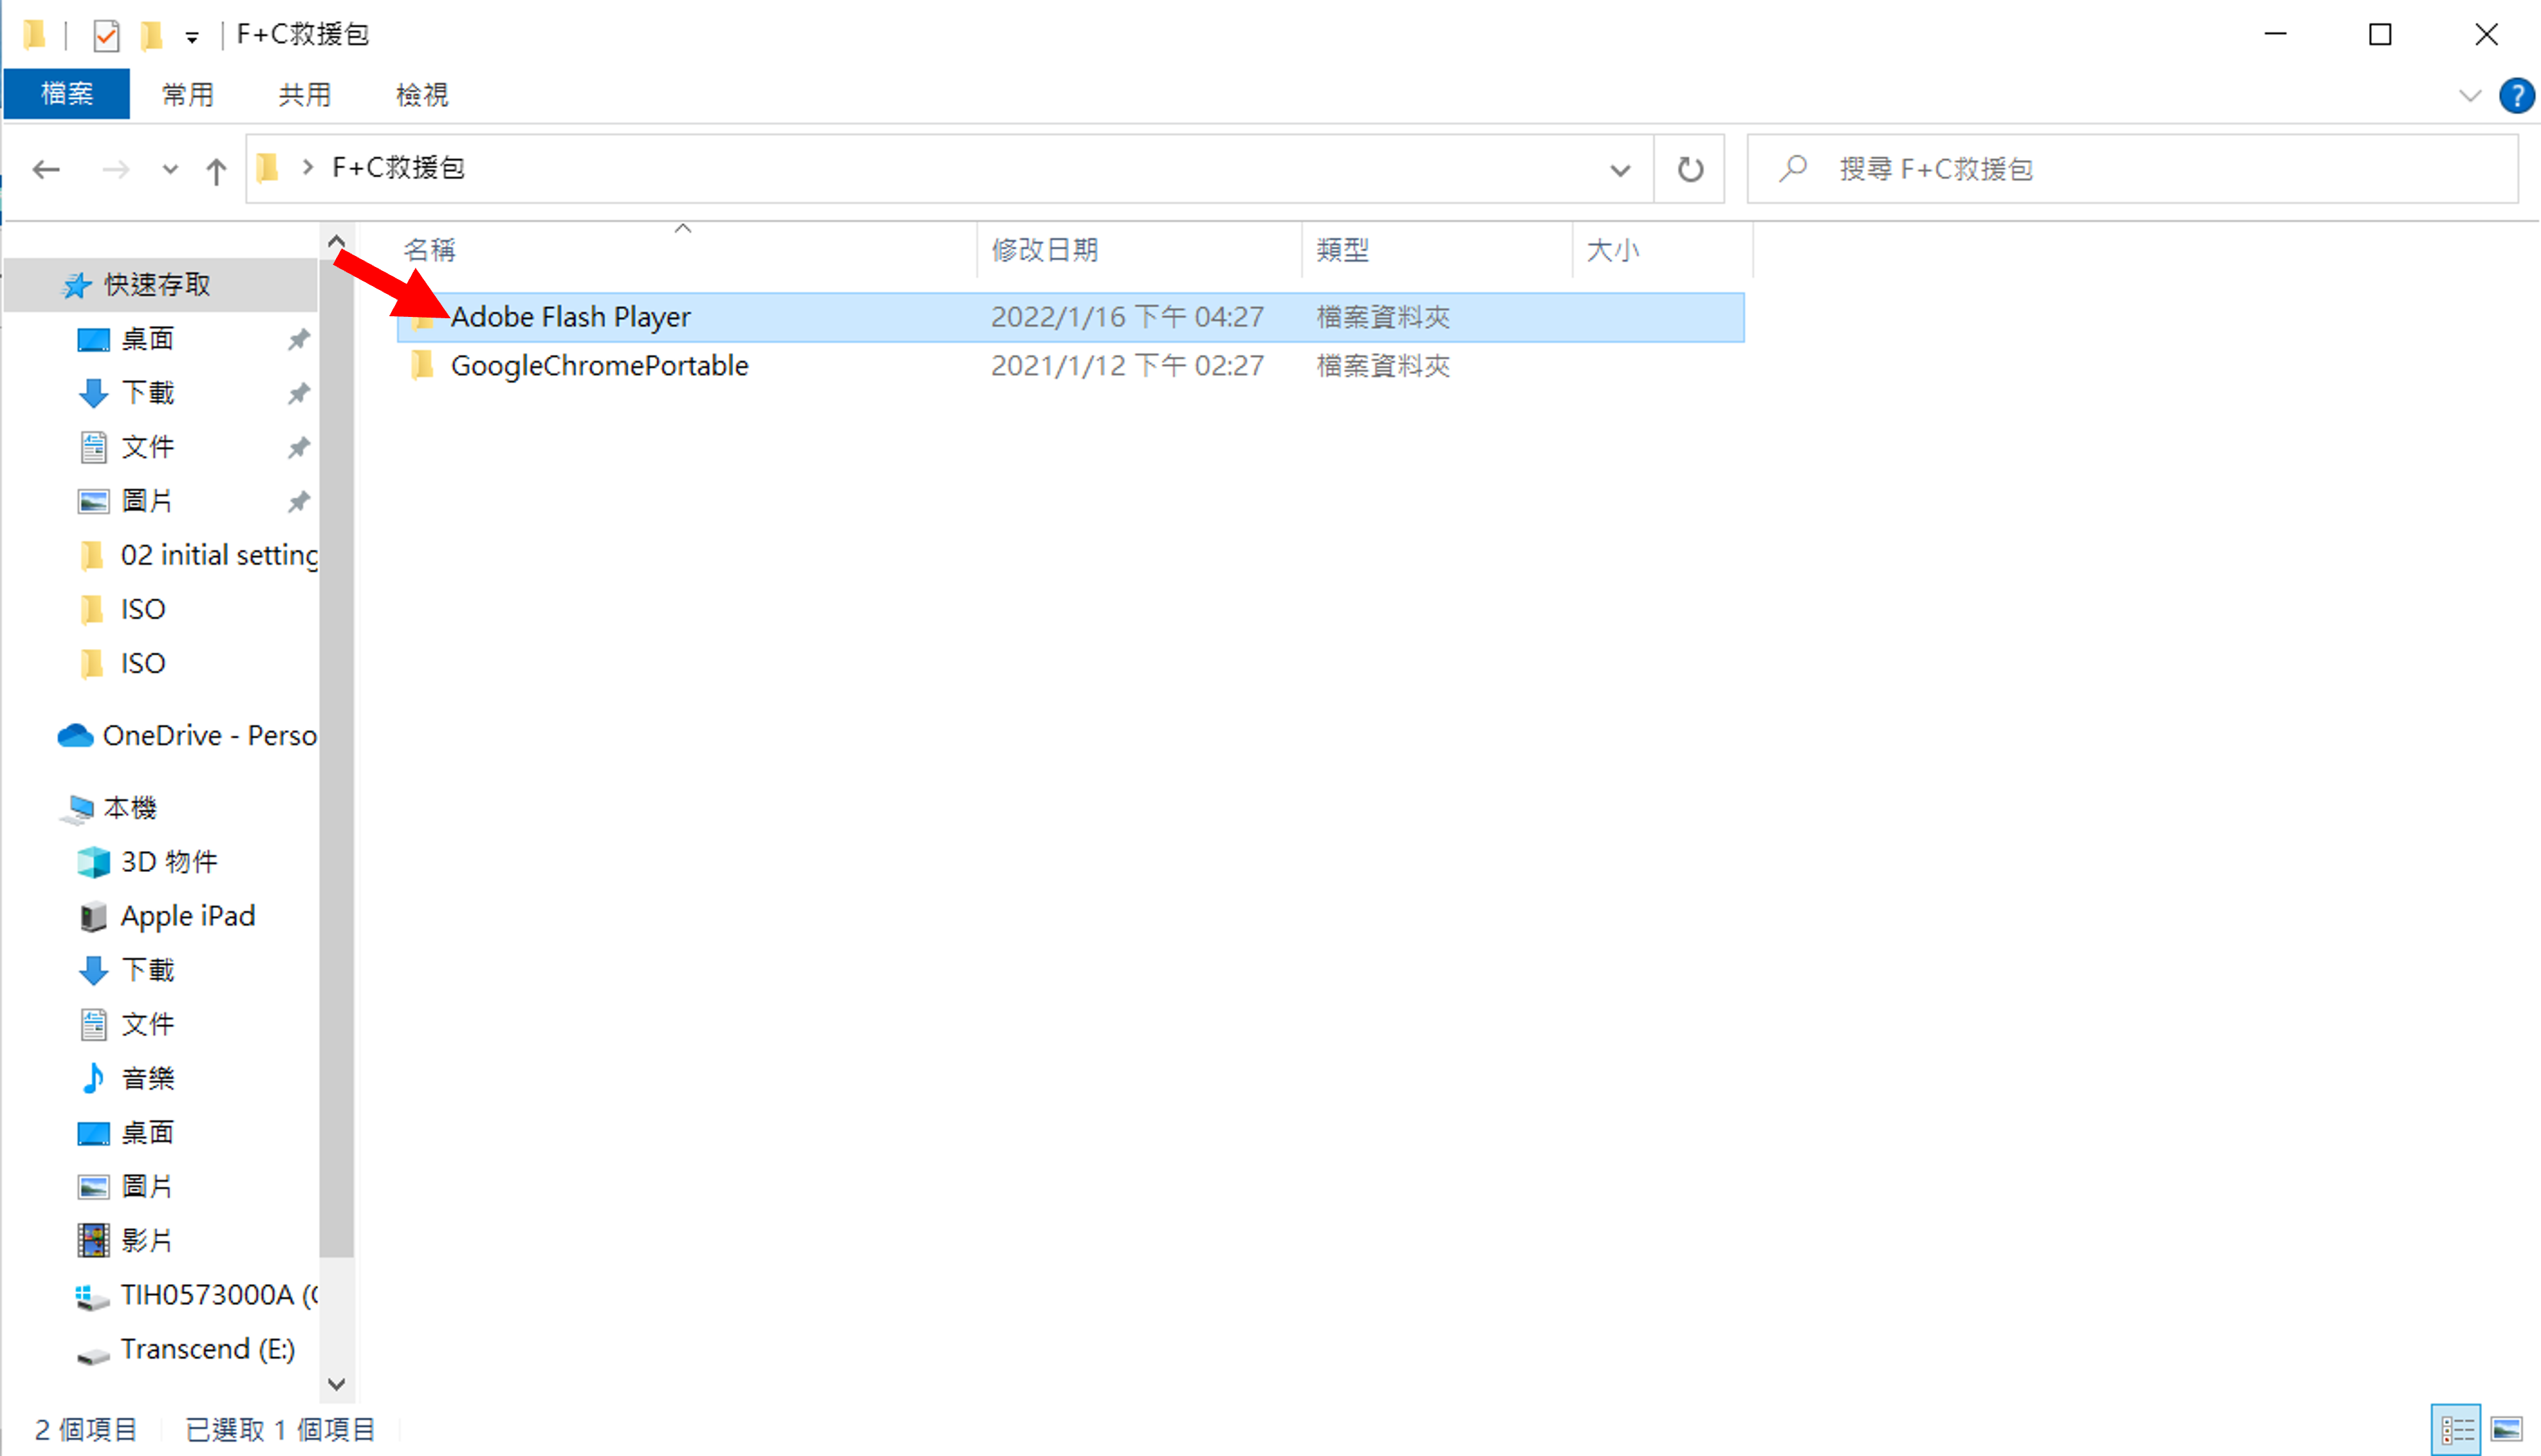 F+C救援包
檔案 常用 共用 檢視
F+C救援包 搜尋 F+C救援包
名稱 修改日期 類型 大小
快速存取
桌面
下載
文件
圖片
02 initial setting
ISO
ISO
OneDrive - Perso
本機
3D 物件
Apple iPad
下載
文件
音樂
桌面
圖片
影片
TIH0573000A (C
Transcend (E:)
Adobe Flash Player 2022/1/16 下午 04:27 檔案資料夾
GoogleChromePortable 2021/1/12 下午 02:27 檔案資料夾
2 個項目 已選取 1 個項目